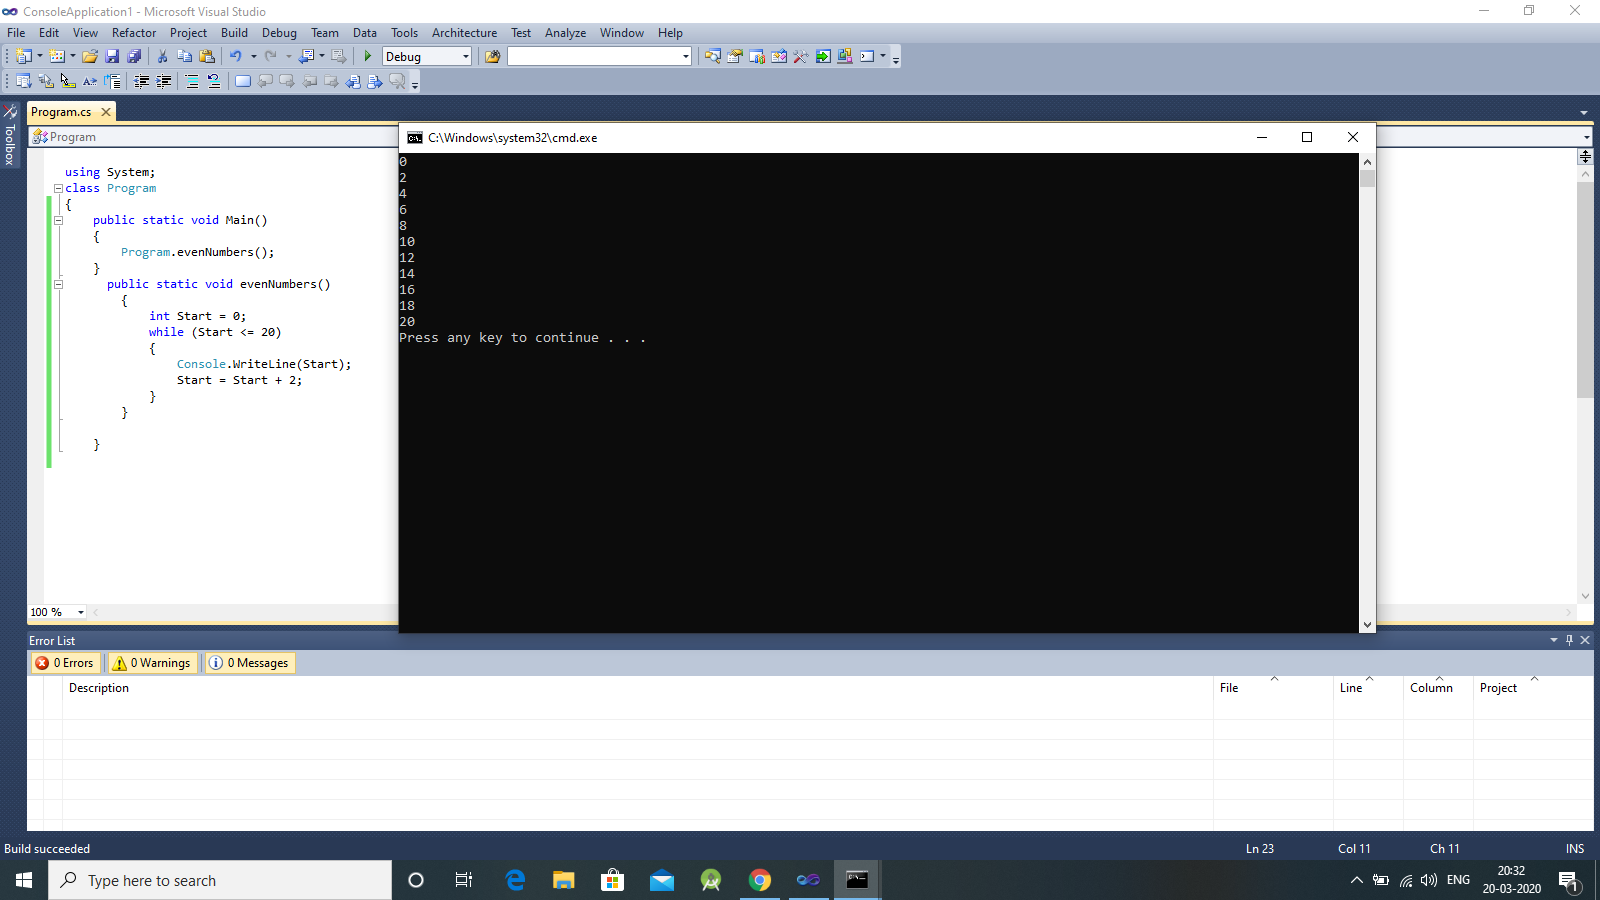 ConsoleApplication1 - Microsoft Visual Studio
File Edit View Refactor Project Build Debug Team Data Tools Architecture Test Analyze Window Help
Debug
Toolbox
Program.cs
Program
using System;
class Program
{
public static void Main()
{
Program.evenNumbers();
}
public static void evenNumbers()
{
int Start = 0;
while (Start <= 20)
{
Console.WriteLine(Start);
Start = Start + 2;
}
}
}
100 %
C:\Windows\system32\cmd.exe
0
2
4
6
8
10
12
14
16
18
20
Press any key to continue . . .
Error List
0 Errors 0 Warnings 0 Messages
Description File Line Column Project
Build succeeded Ln 23 Col 11 Ch 11 INS
Type here to search
ENG
20:32
20-03-2020
1